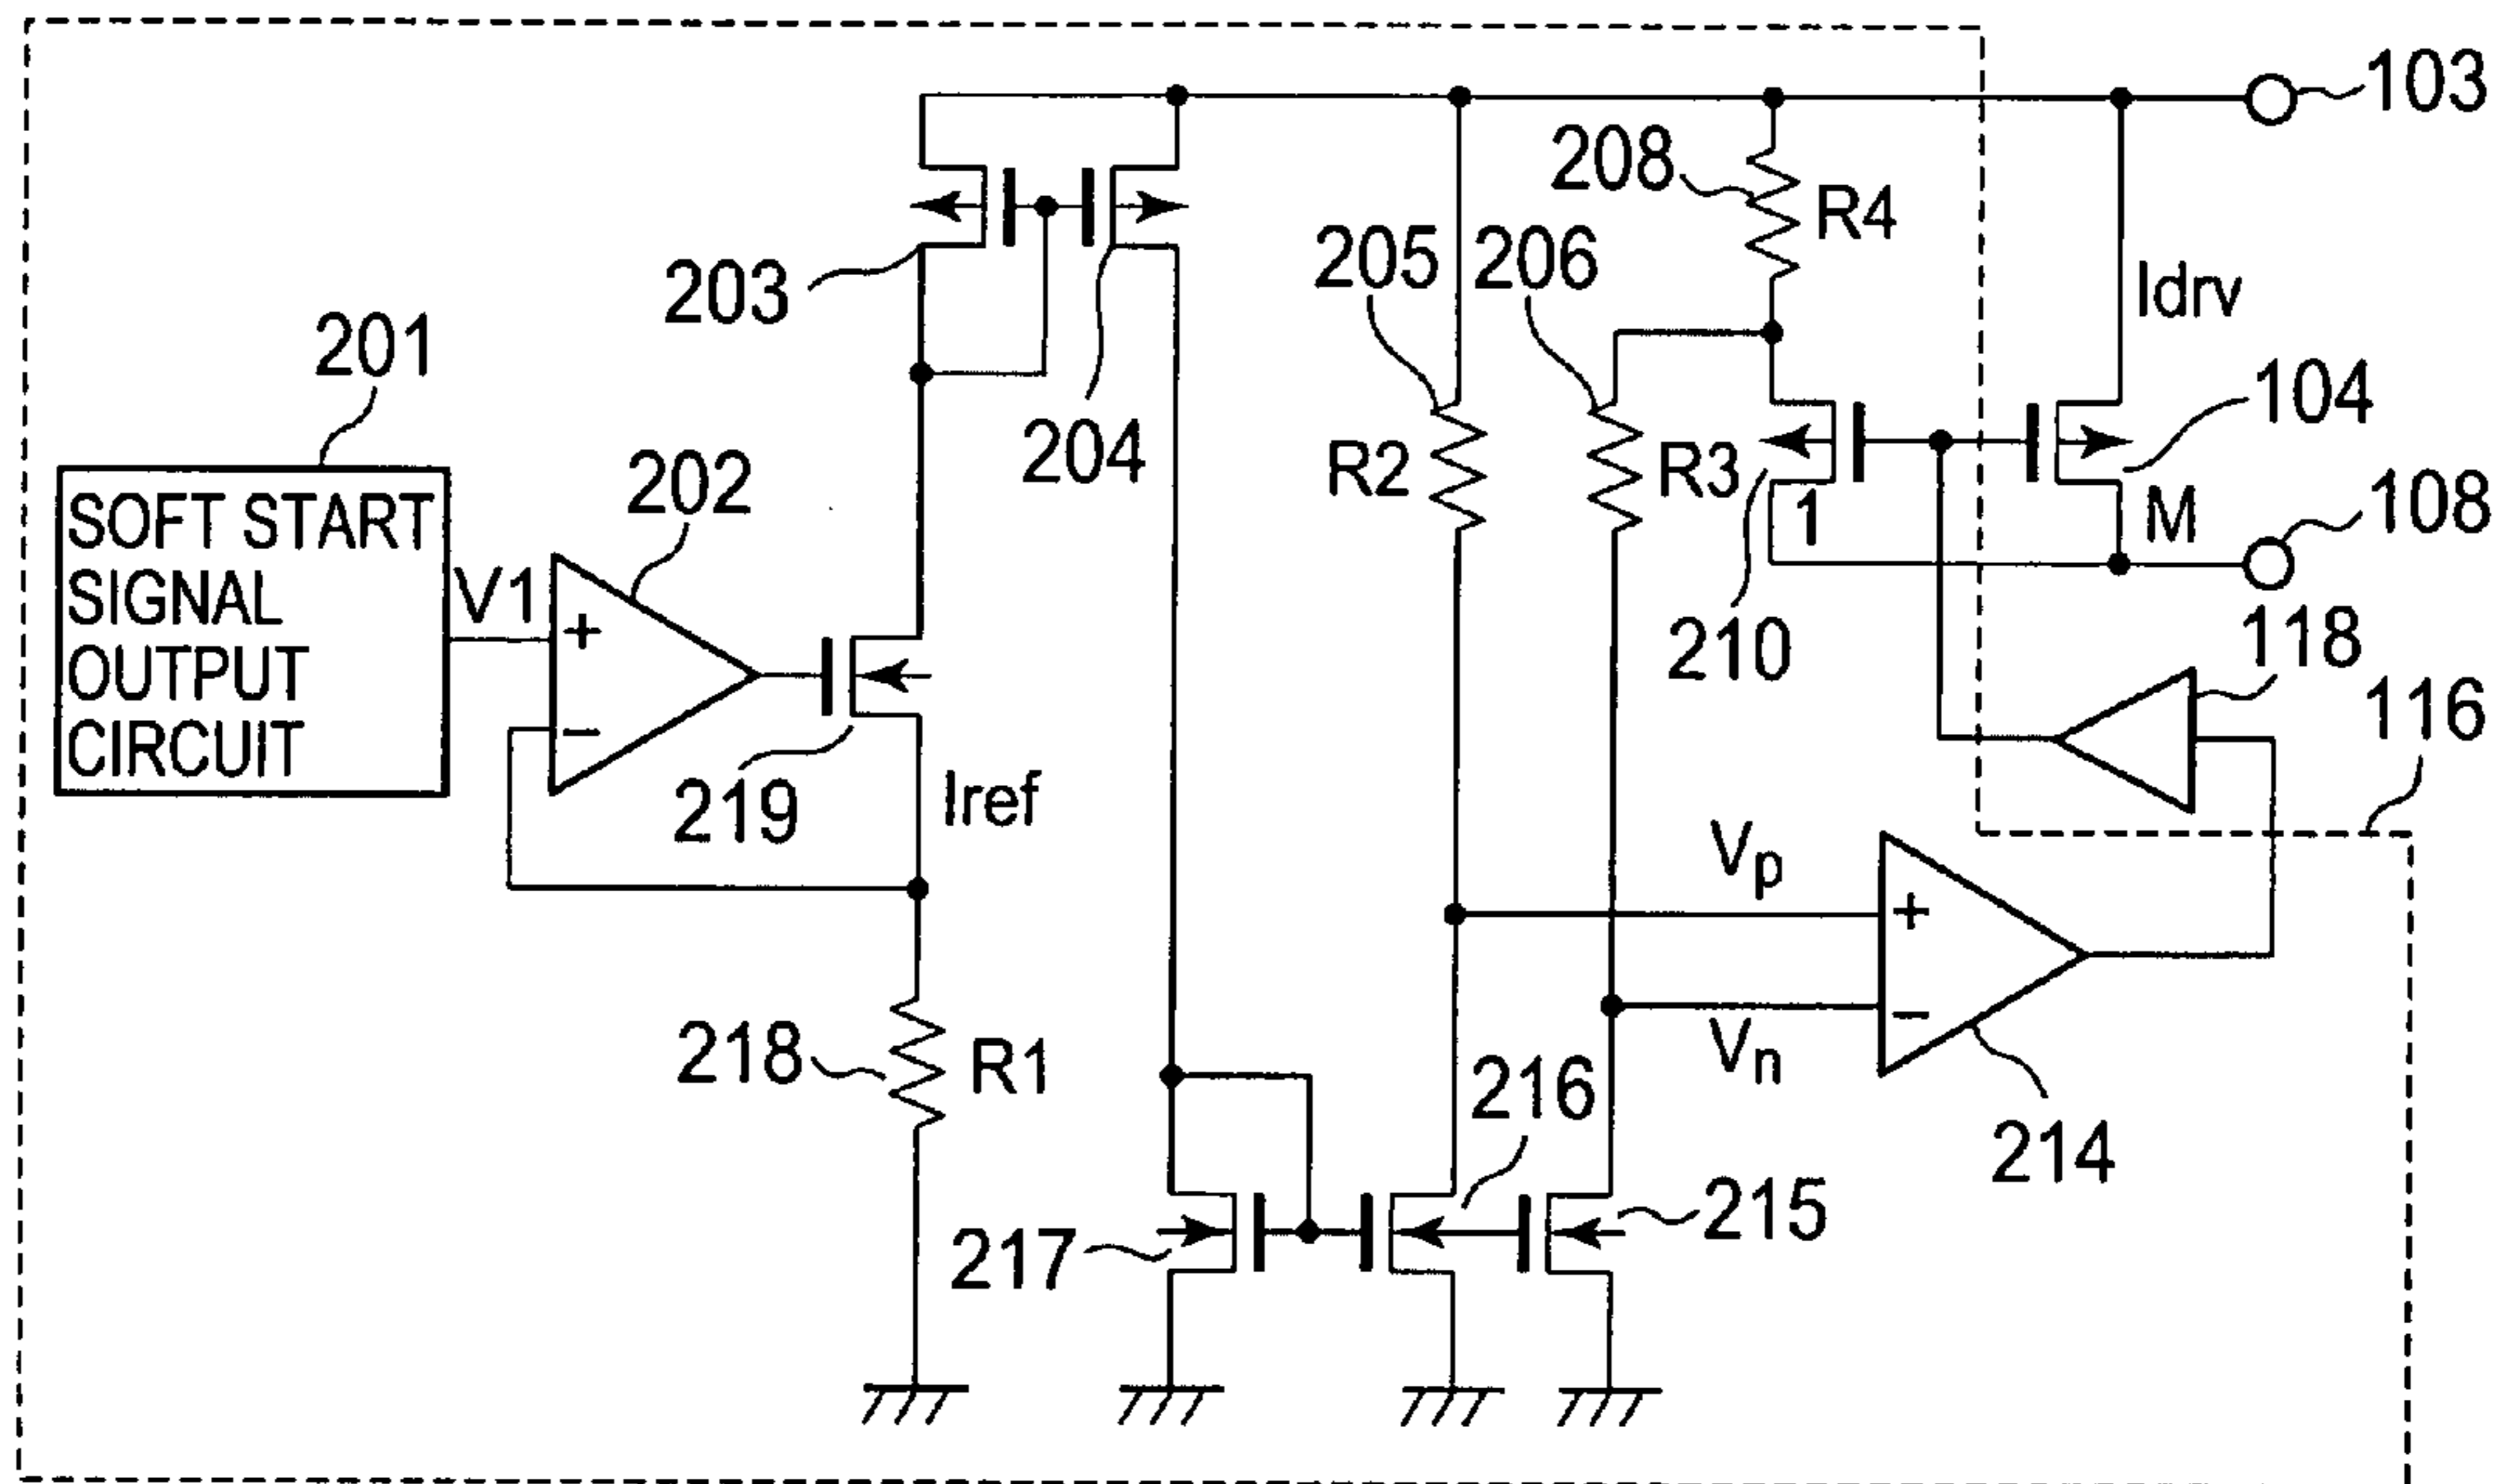 103
208
R4
205
206
203
Idrv
201
104
204
202
R2
R3
108
SOFT START
SIGNAL
OUTPUT
CIRCUIT
1
M
V1
+
-
210
118
116
219
Iref
Vp
+
Vn
-
218
R1
216
214
217
215